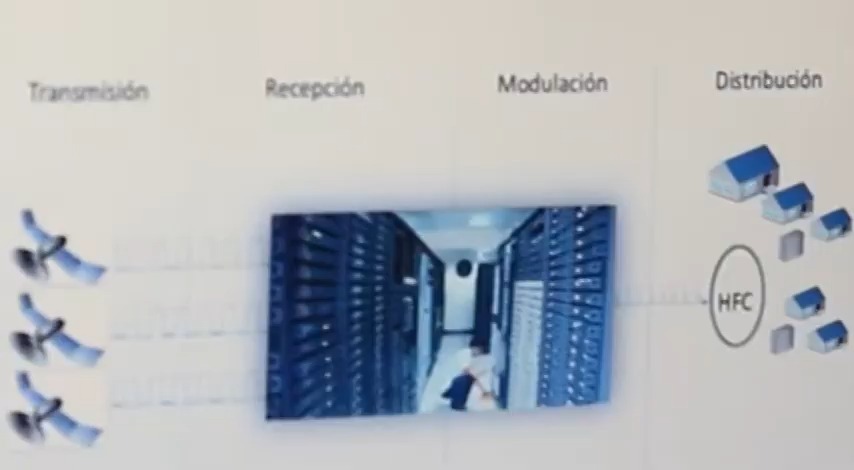 Transmisión
Recepción
Modulación
Distribución
HFC